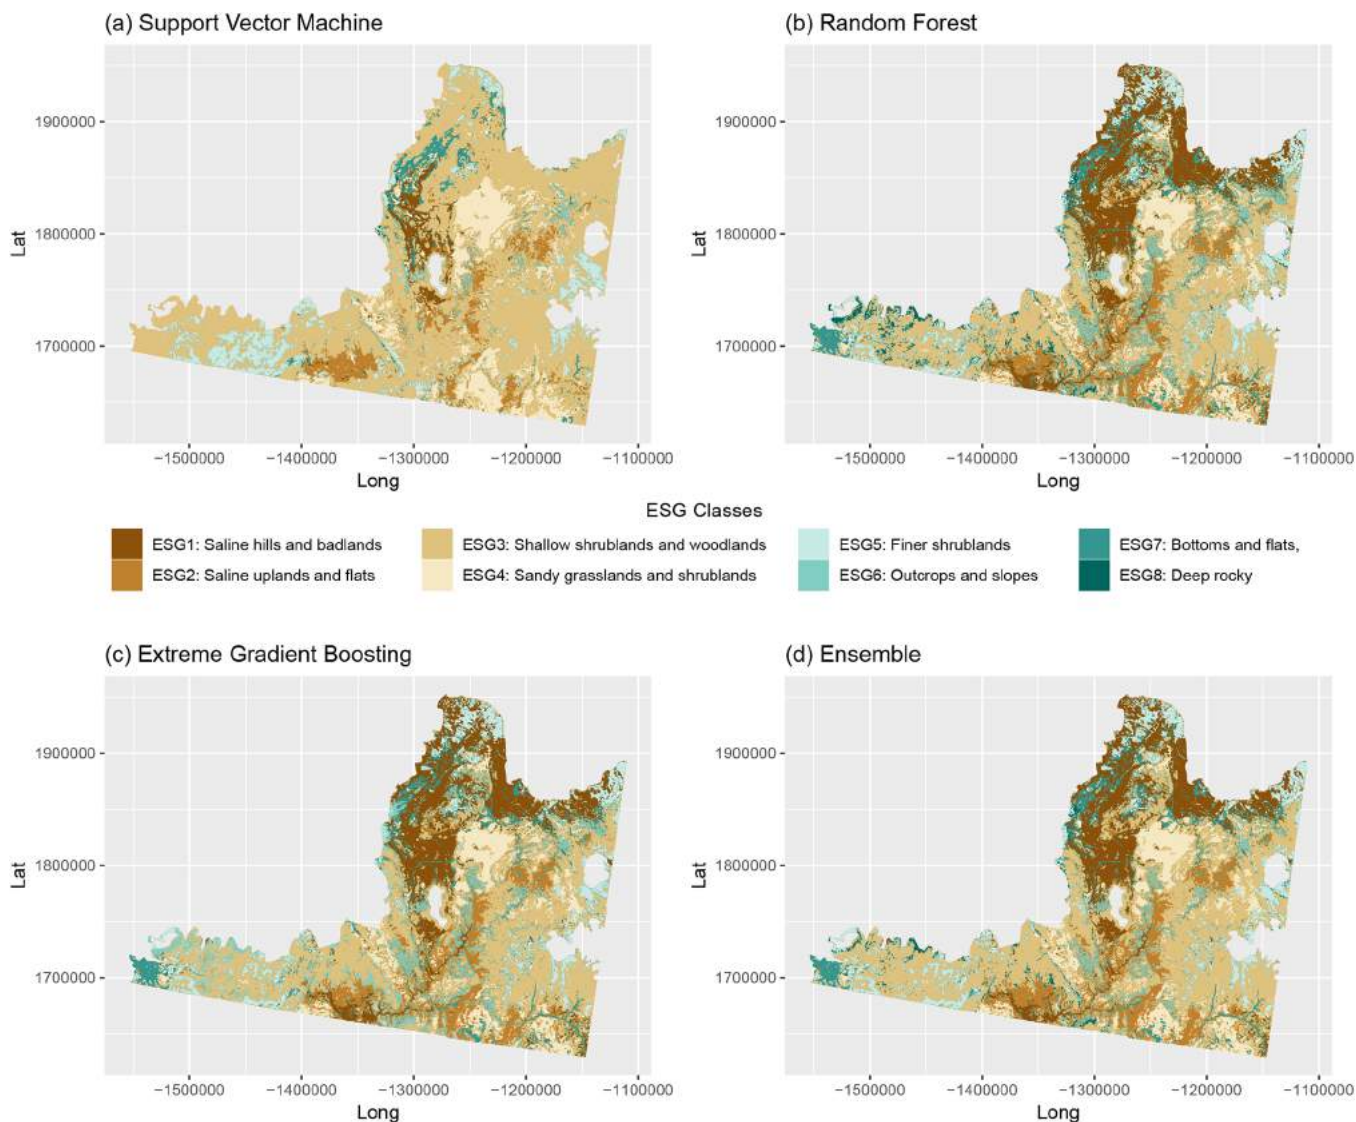 (a) Support Vector Machine
(b) Random Forest
1900000
1800000
1700000
Lat
−1500000 −1400000 −1300000 −1200000 −1100000
Long
1900000
1800000
1700000
Lat
−1500000 −1400000 −1300000 −1200000 −1100000
Long
ESG Classes
ESG1: Saline hills and badlands
ESG3: Shallow shrublands and woodlands
ESG5: Finer shrublands
ESG7: Bottoms and flats,
ESG2: Saline uplands and flats
ESG4: Sandy grasslands and shrublands
ESG6: Outcrops and slopes
ESG8: Deep rocky
(c) Extreme Gradient Boosting
(d) Ensemble
1900000
1800000
1700000
Lat
−1500000 −1400000 −1300000 −1200000 −1100000
Long
1900000
1800000
1700000
Lat
−1500000 −1400000 −1300000 −1200000 −1100000
Long